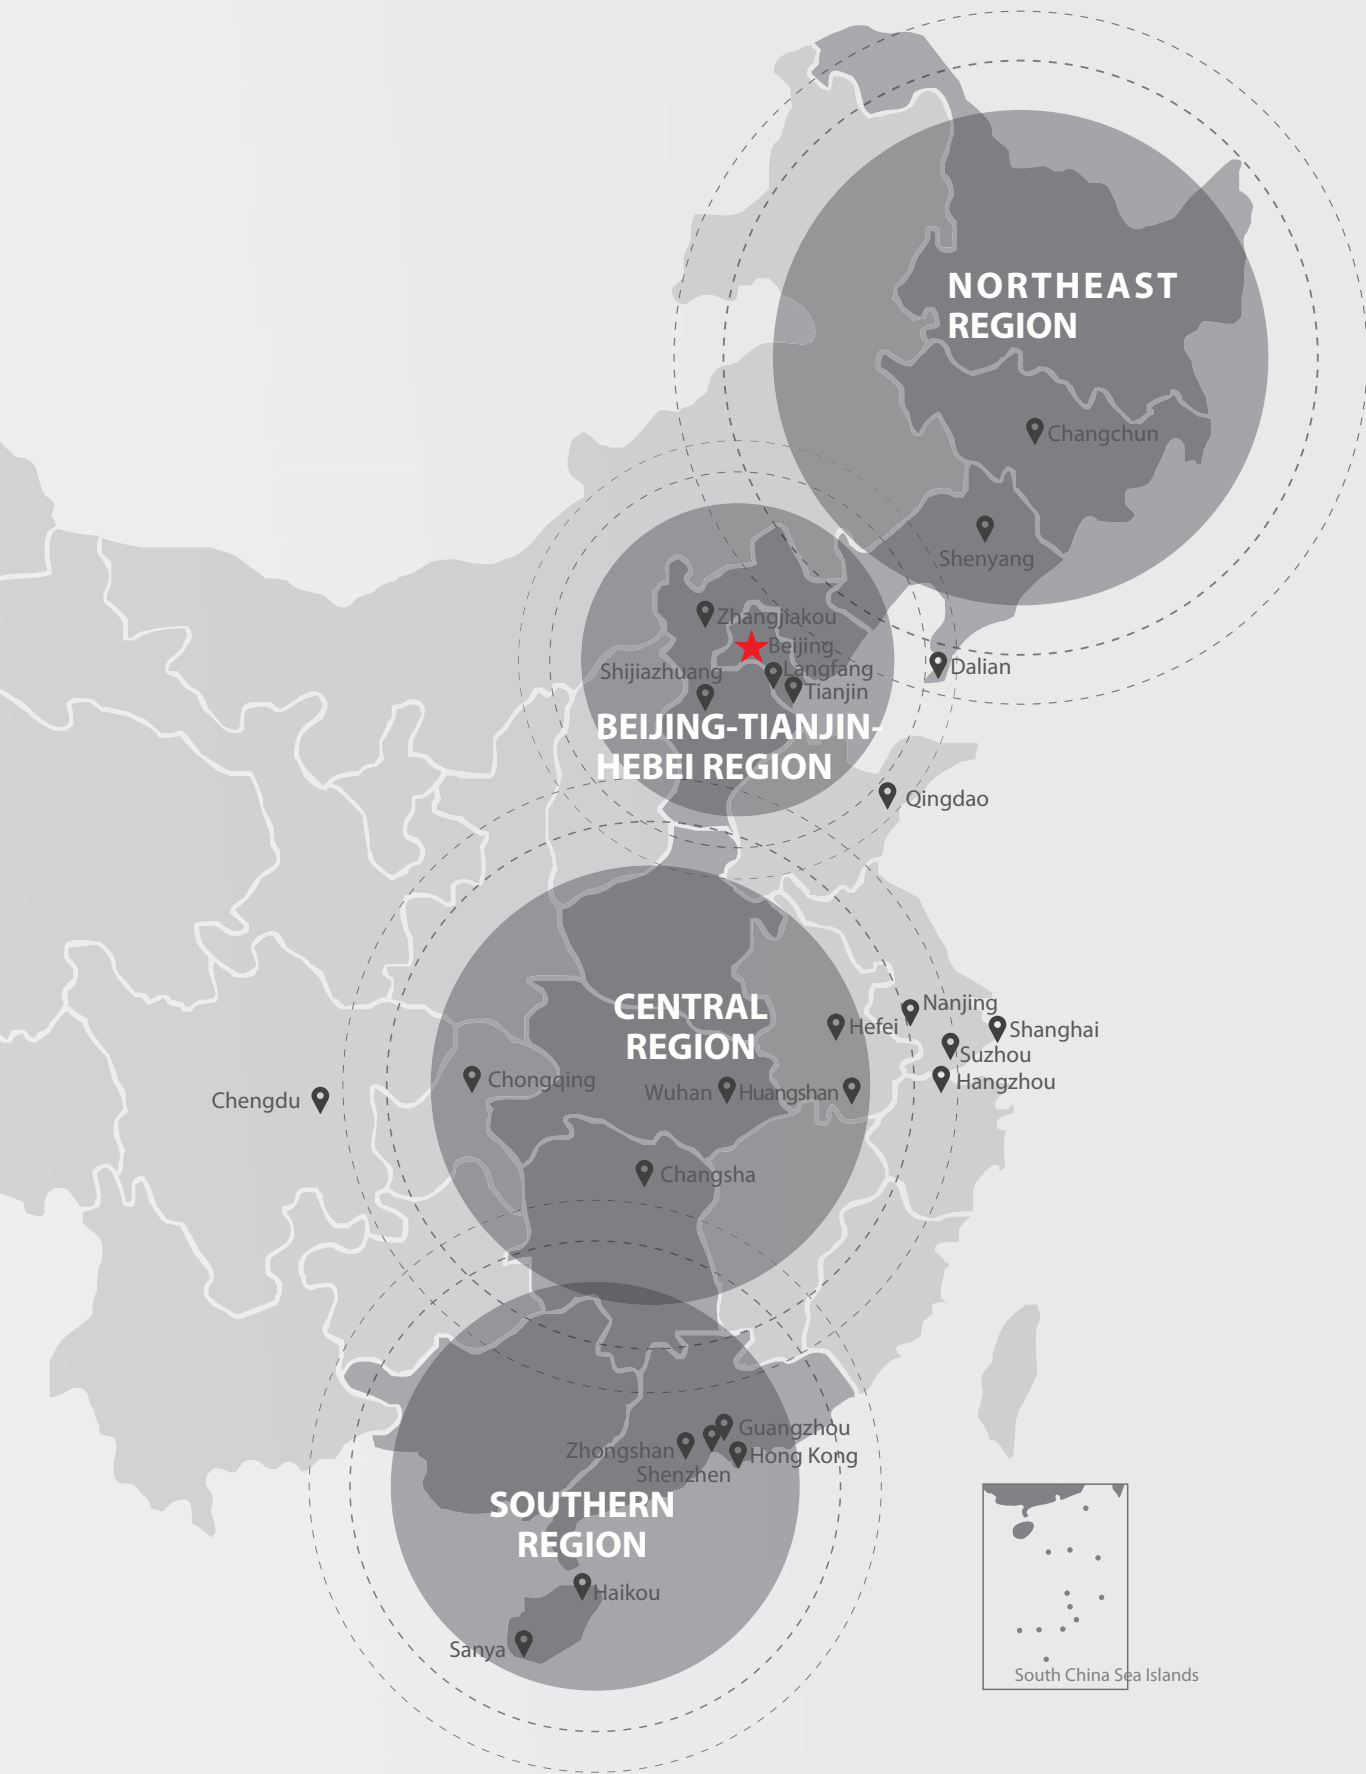 NORTHEAST
REGION
Changchun
Shenyang
Zhangjiakou
Beijing
Shijiazhuang
Langfang
Tianjin
Dalian
BEIJING-TIANJIN-
HEBEI REGION
Qingdao
CENTRAL
REGION
Nanjing
Hefei
Shanghai
Suzhou
Hangzhou
Chongqing
Chengdu
Wuhan
Huangshan
Changsha
Guangzhou
Zhongshan
Hong Kong
Shenzhen
SOUTHERN
REGION
Haikou
Sanya
South China Sea Islands